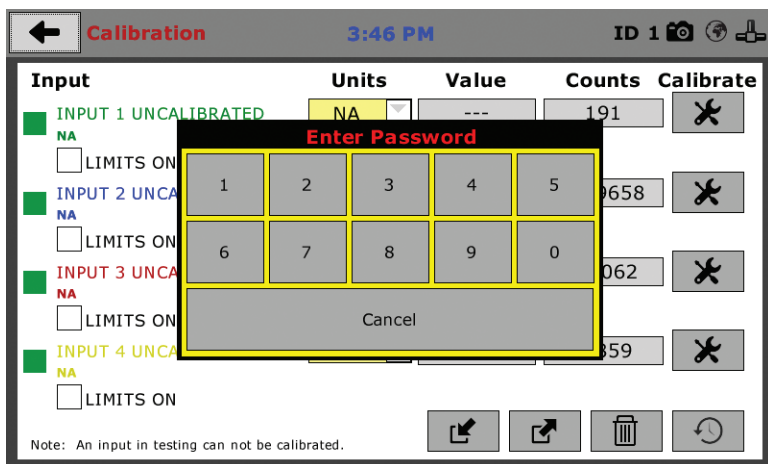 Calibration 3:46 PM ID 1
Input Units Value Counts Calibrate
INPUT 1 UNCALIBRATED NA --- 191
NA
Enter Password
LIMITS ON
1 2 3 4 5
INPUT 2 UNCA 9658
NA
LIMITS ON
6 7 8 9 0
INPUT 3 UNCA 062
NA
LIMITS ON
Cancel
INPUT 4 UNCA 359
NA
LIMITS ON
Note: An input in testing can not be calibrated.